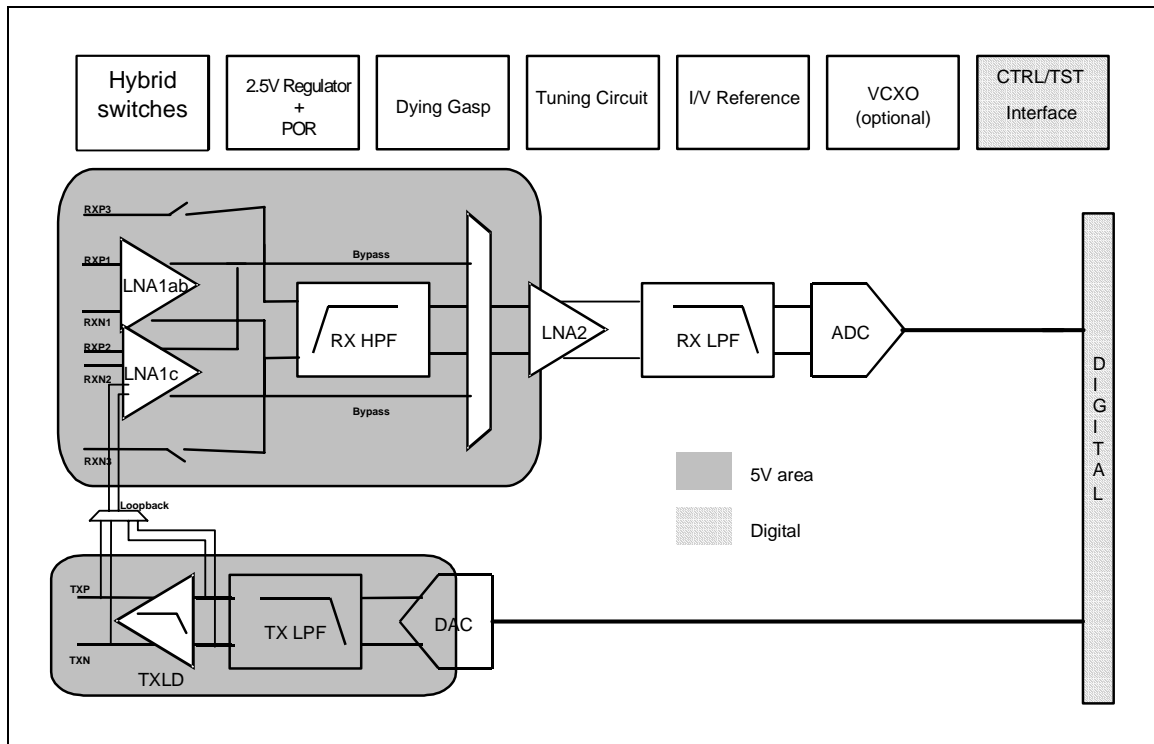 Hybrid
switches
2.5V Regulator
+
POR
Dying Gasp
Tuning Circuit
I/V Reference
VCXO
(optional)
CTRL/TST
Interface
RXP3
RXP1
LNA1ab
RXN1
RXP2
RXN2
LNA1c
RXN3
Bypass
RX HPF
Bypass
LNA2
RX LPF
ADC
DIGITAL
5V area
Digital
Loopback
TXP
TXN
TXLD
TX LPF
DAC